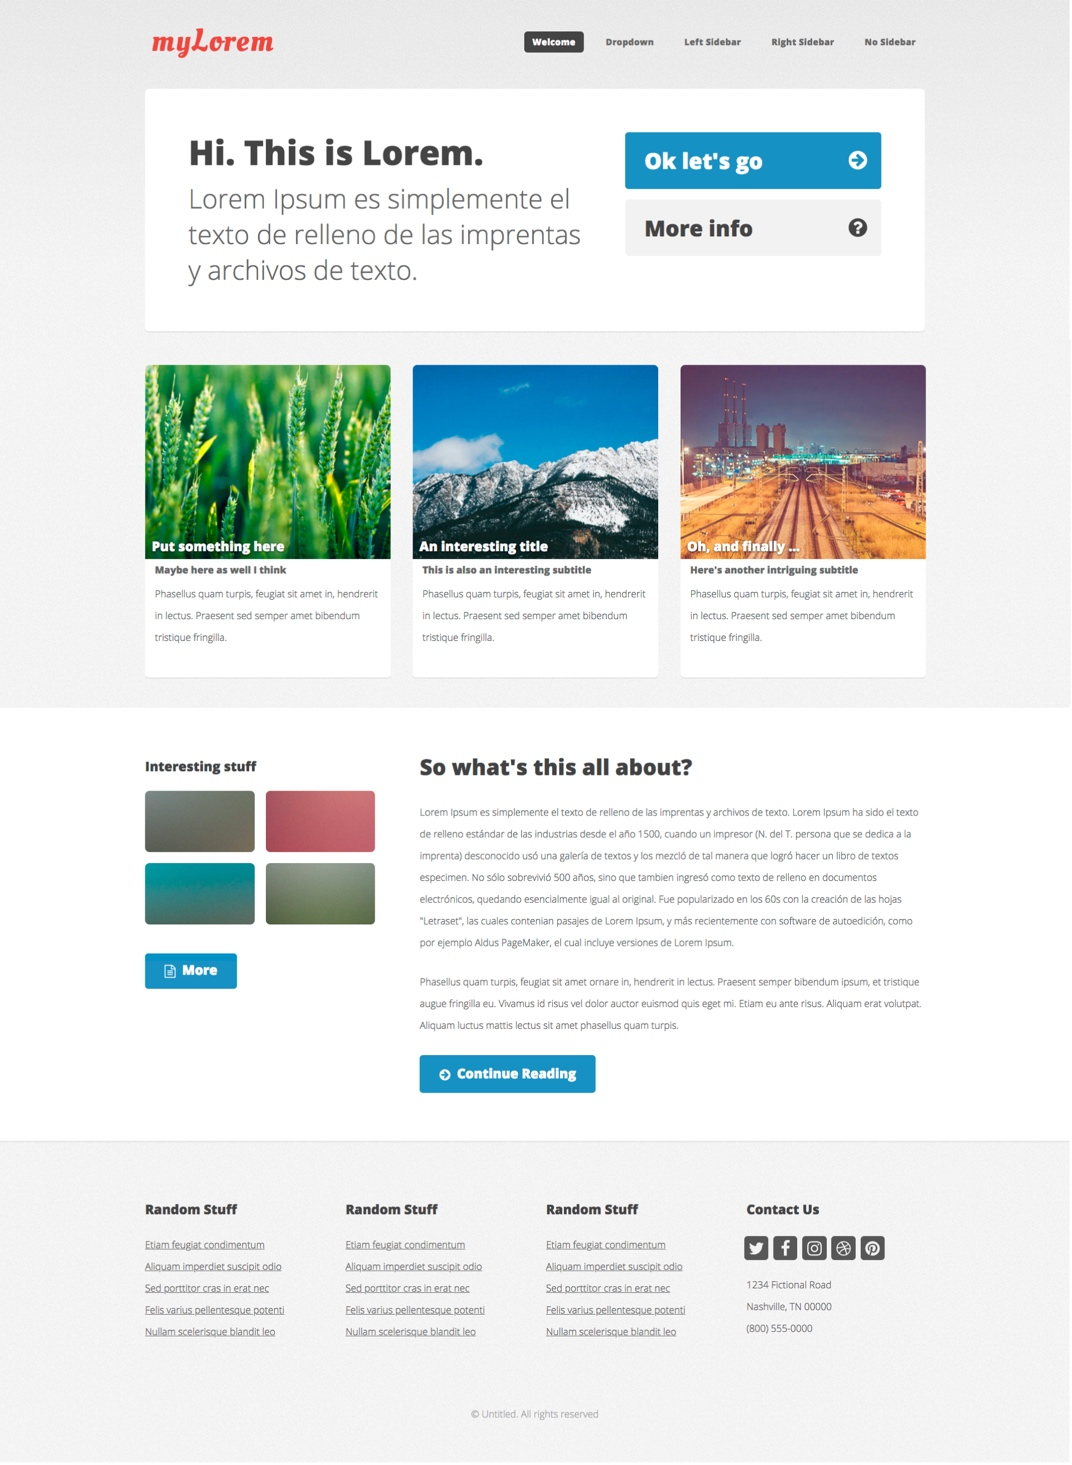 myLorem
Welcome
Dropdown
Left Sidebar
Right Sidebar
No Sidebar
Hi. This is Lorem.
Lorem Ipsum es simplemente el
texto de relleno de las imprentas
y archivos de texto.
Ok let's go
More info
Put something here
Maybe here as well I think
Phasellus quam turpis, feugiat sit amet in, hendrerit
in lectus. Praesent sed semper amet bibendum
tristique fringilla.
An interesting title
This is also an interesting subtitle
Phasellus quam turpis, feugiat sit amet in, hendrerit
in lectus. Praesent sed semper amet bibendum
tristique fringilla.
Oh, and finally ...
Here's another intriguing subtitle
Phasellus quam turpis, feugiat sit amet in, hendrerit
in lectus. Praesent sed semper amet bibendum
tristique fringilla.
Interesting stuff
More
So what's this all about?
Lorem Ipsum es simplemente el texto de relleno de las imprentas y archivos de texto. Lorem Ipsum ha sido el texto
de relleno estándar de las industrias desde el año 1500, cuando un impresor (N. del T. persona que se dedica a la
imprenta) desconocido usó una galería de textos y los mezcló de tal manera que logró hacer un libro de textos
especimen. No sólo sobrevivió 500 años, sino que tambien ingresó como texto de relleno en documentos
electrónicos, quedando esencialmente igual al original. Fue popularizado en los 60s con la creación de las hojas
"Letraset", las cuales contenian pasajes de Lorem Ipsum, y más recientemente con software de autoedición, como
por ejemplo Aldus PageMaker, el cual incluye versiones de Lorem Ipsum.
Phasellus quam turpis, feugiat sit amet ornare in, hendrerit in lectus. Praesent semper bibendum ipsum, et tristique
augue fringilla eu. Vivamus id risus vel dolor auctor euismod quis eget mi. Etiam eu ante risus. Aliquam erat volutpat.
Aliquam luctus mattis lectus sit amet phasellus quam turpis.
Continue Reading
Random Stuff
Etiam feugiat condimentum
Aliquam imperdiet suscipit odio
Sed porttitor cras in erat nec
Felis varius pellentesque potenti
Nullam scelerisque blandit leo
Random Stuff
Etiam feugiat condimentum
Aliquam imperdiet suscipit odio
Sed porttitor cras in erat nec
Felis varius pellentesque potenti
Nullam scelerisque blandit leo
Random Stuff
Etiam feugiat condimentum
Aliquam imperdiet suscipit odio
Sed porttitor cras in erat nec
Felis varius pellentesque potenti
Nullam scelerisque blandit leo
Contact Us
1234 Fictional Road
Nashville, TN 00000
(800) 555-0000
© Untitled. All rights reserved